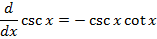 d/dx csc x = − csc x cot x